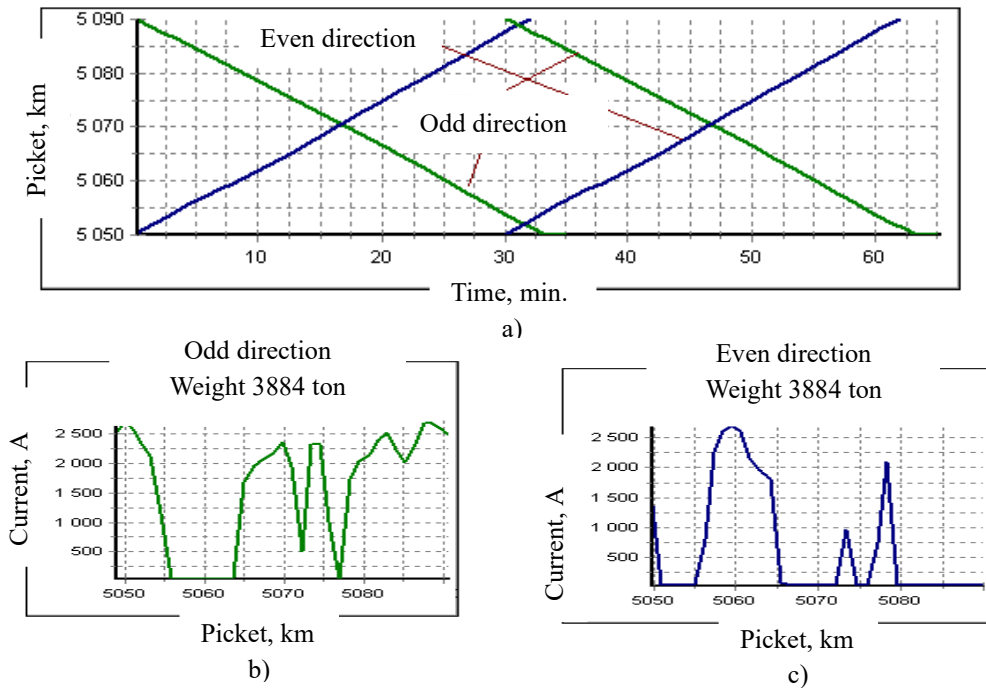 5 090
5 080
5 070
5 060
5 050
Picket, km
Even direction
Odd direction
10 20 30 40 50 60
Time, min.
a)
Odd direction
Weight 3884 ton
2 500
2 000
1 500
1 000
500
Current, A
5050 5060 5070 5080
Picket, km
b)
Even direction
Weight 3884 ton
2 500
2 000
1 500
1 000
500
Current, A
5050 5060 5070 5080
Picket, km
c)